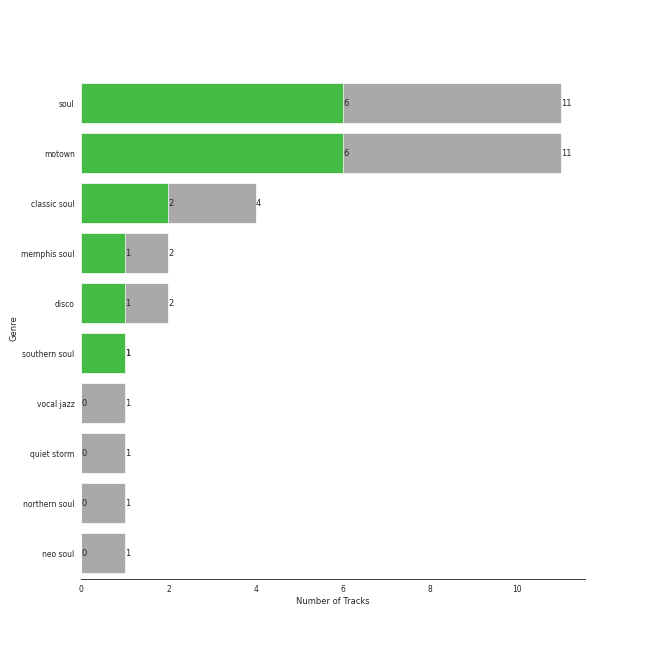 soul 6 11
motown 6 11
classic soul 2 4
memphis soul 1 2
disco 1 2
southern soul 1
vocal jazz 0 1
quiet storm 0 1
northern soul 0 1
neo soul 0 1
Genre
0 2 4 6 8 10
Number of Tracks